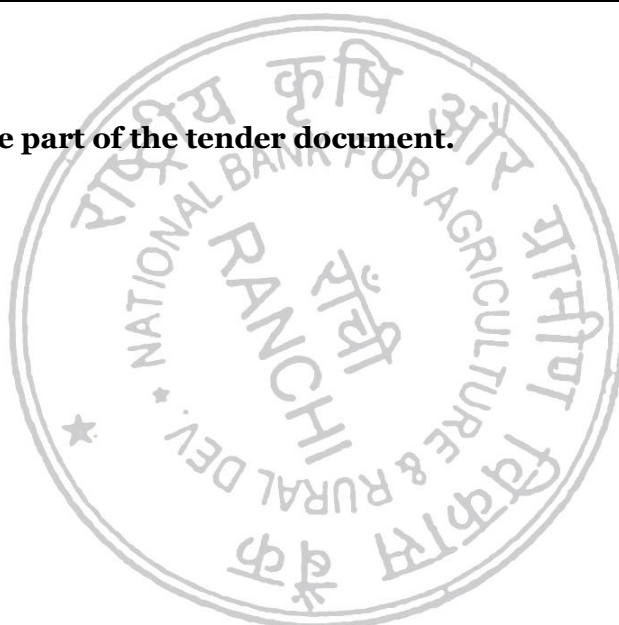 e part of the tender document.
राष्ट्रीय कृषि और ग्रामीण विकास बैंक
NATIONAL BANK FOR AGRICULTURE & RURAL DEV.
रांची
RANCHI